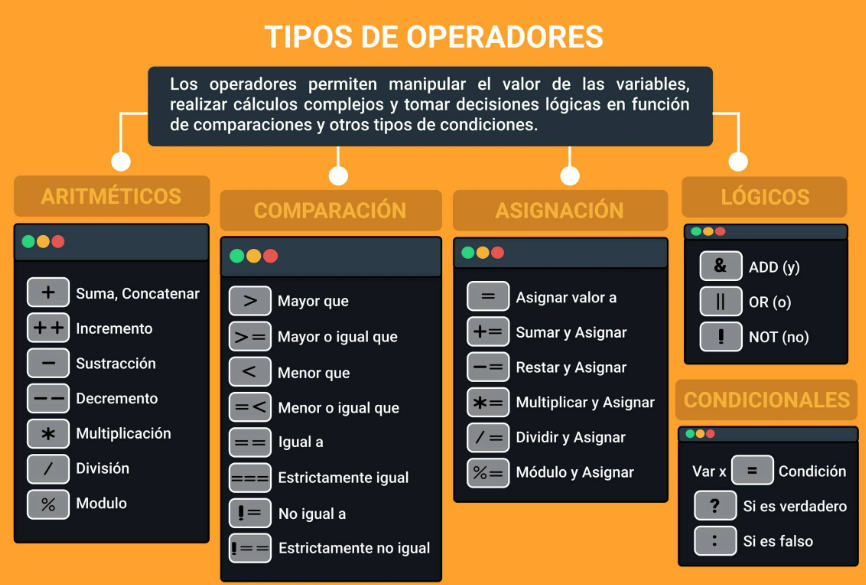 TIPOS DE OPERADORES
Los operadores permiten manipular el valor de las variables,
realizar cálculos complejos y tomar decisiones lógicas en función
de comparaciones y otros tipos de condiciones.
ARITMÉTICOS
+ Suma, Concatenar
++ Incremento
− Sustracción
−− Decremento
* Multiplicación
/ División
% Modulo
COMPARACIÓN
> Mayor que
>= Mayor o igual que
< Menor que
=< Menor o igual que
== Igual a
=== Estrictamente igual
!= No igual a
!== Estrictamente no igual
ASIGNACIÓN
= Asignar valor a
+= Sumar y Asignar
−= Restar y Asignar
*= Multiplicar y Asignar
/= Dividir y Asignar
%= Módulo y Asignar
LÓGICOS
& ADD (y)
|| OR (o)
! NOT (no)
CONDICIONALES
Var x = Condición
? Si es verdadero
: Si es falso